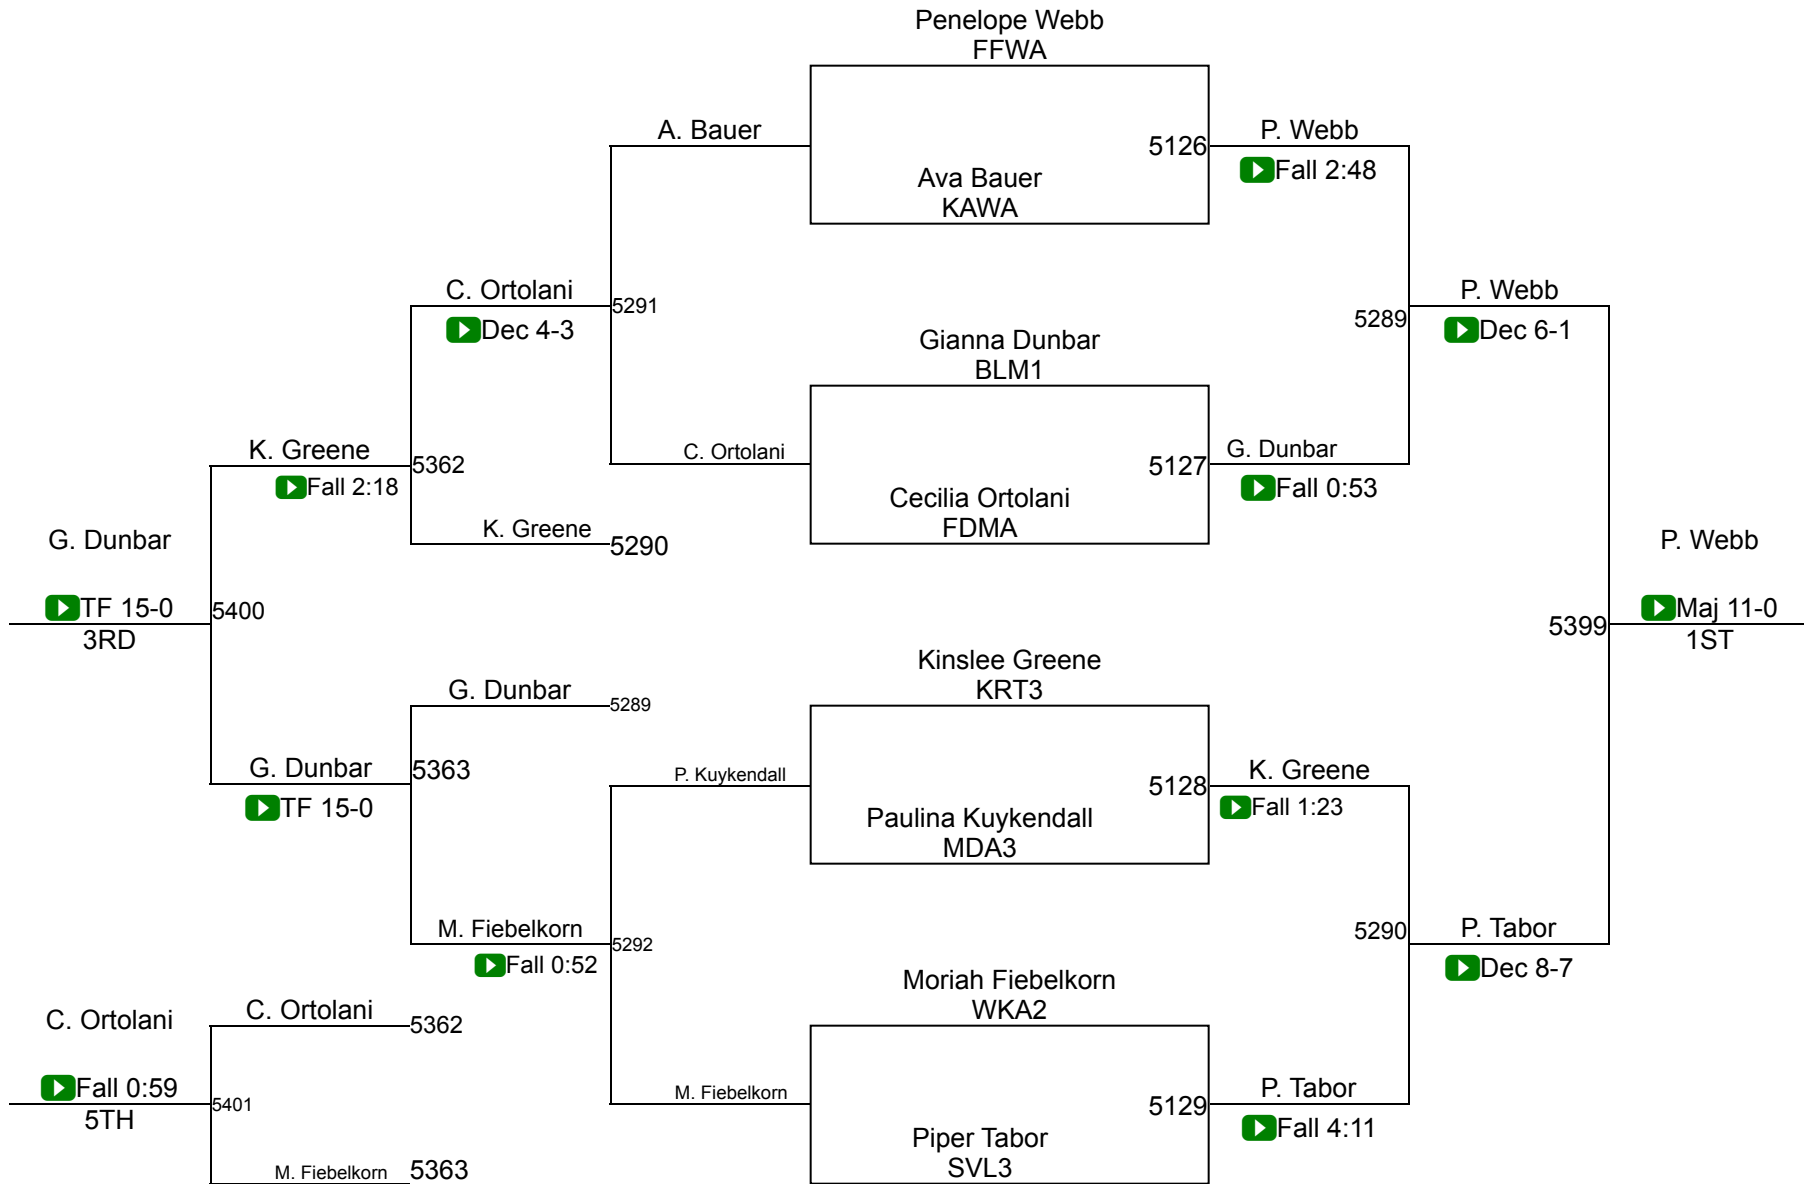 Penelope Webb
FFWA
A. Bauer
5126
P. Webb
Fall 2:48
Ava Bauer
KAWA
C. Ortolani
5291
Dec 4-3
P. Webb
5289
Dec 6-1
Gianna Dunbar
BLM1
K. Greene
5362
Fall 2:18
C. Ortolani
5127
G. Dunbar
Fall 0:53
Cecilia Ortolani
FDMA
K. Greene
5290
G. Dunbar
TF 15-0
5400
3RD
P. Webb
5399
Maj 11-0
1ST
Kinslee Greene
KRT3
G. Dunbar
5289
G. Dunbar
5363
TF 15-0
P. Kuykendall
5128
K. Greene
Fall 1:23
Paulina Kuykendall
MDA3
M. Fiebelkorn
5292
Fall 0:52
5290
P. Tabor
Dec 8-7
Moriah Fiebelkorn
WKA2
C. Ortolani
C. Ortolani
5362
Fall 0:59
5401
5TH
M. Fiebelkorn
5129
P. Tabor
Fall 4:11
Piper Tabor
SVL3
M. Fiebelkorn
5363